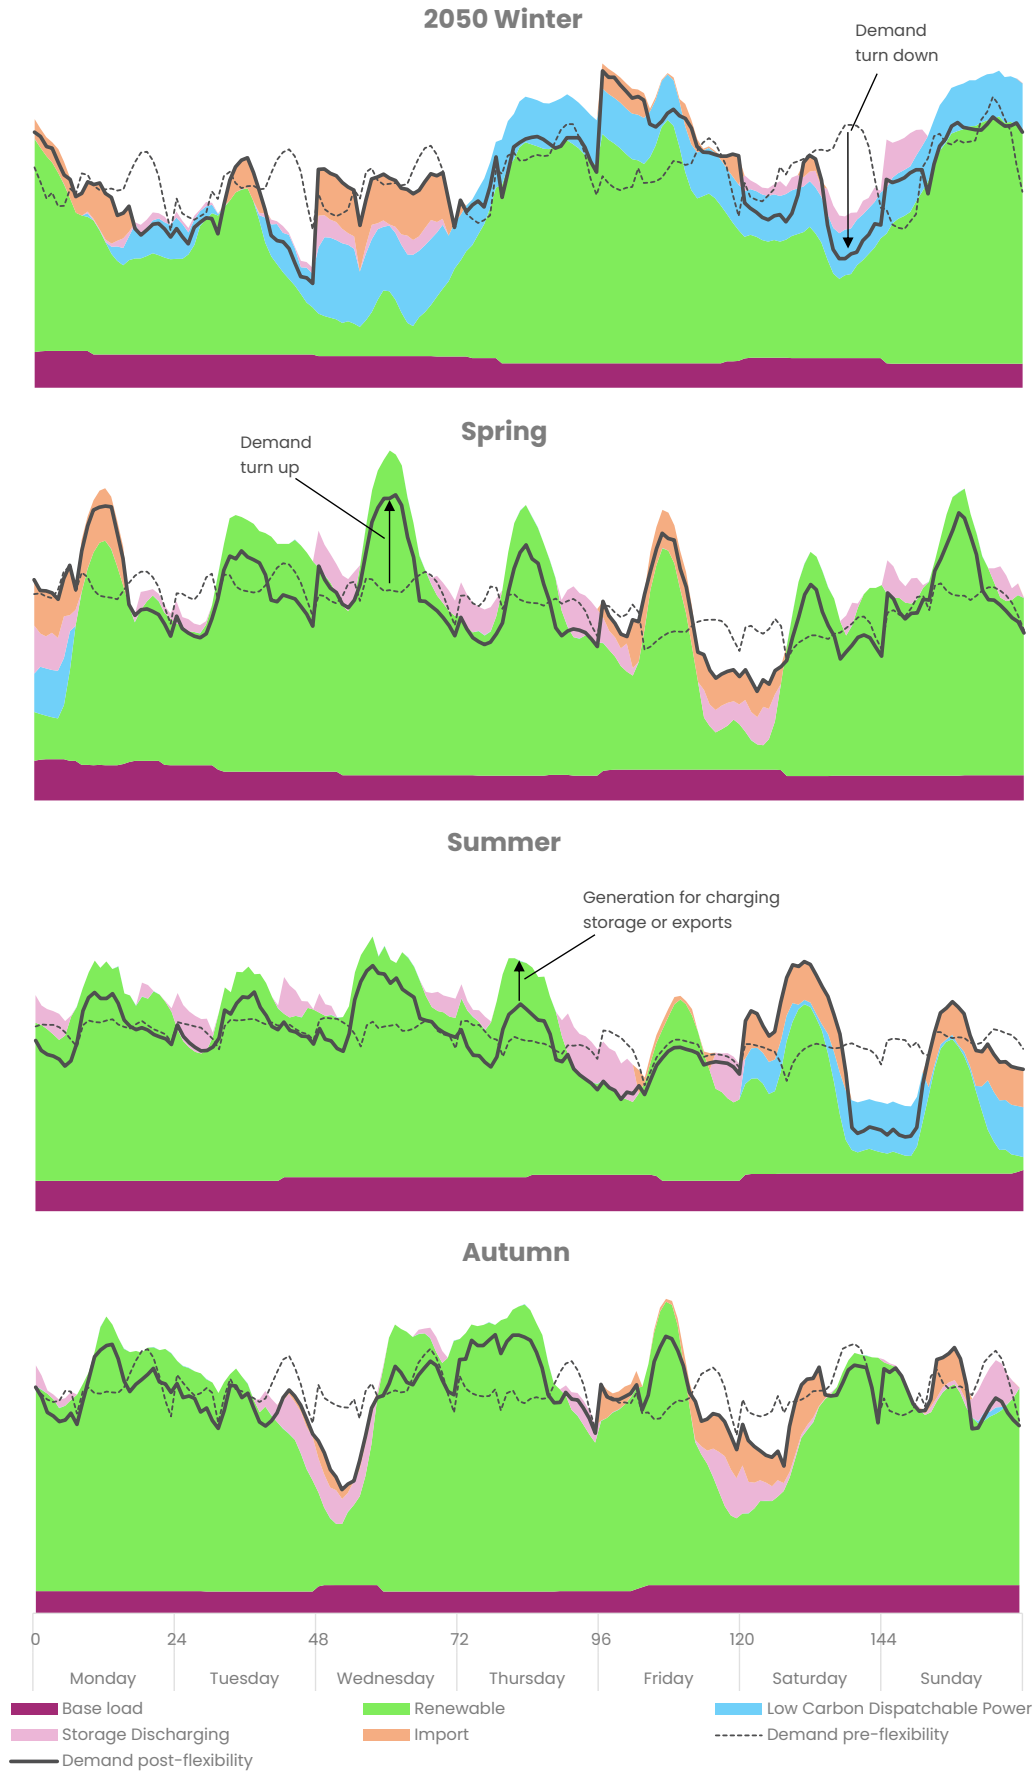 2050 Winter
Demand
turn down
Spring
Demand
turn up
Summer
Generation for charging
storage or exports
Autumn
0 24 48 72 96 120 144
Monday Tuesday Wednesday Thursday Friday Saturday Sunday
Base load Renewable Low Carbon Dispatchable Power
Storage Discharging Import Demand pre-flexibility
Demand post-flexibility